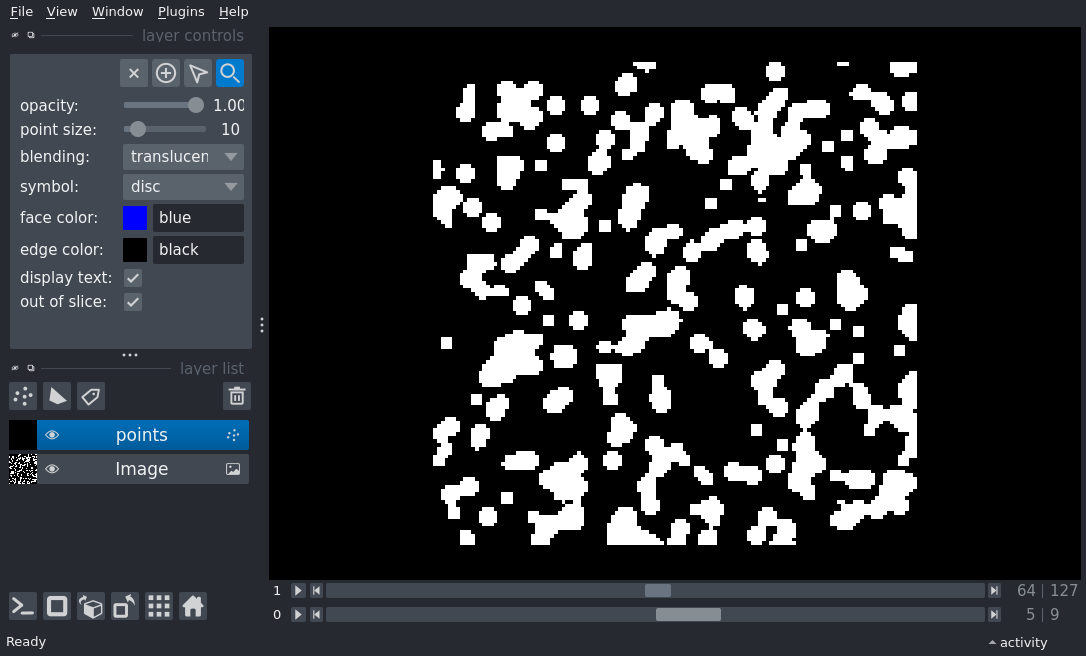 File View Window Plugins Help
layer controls
opacity: 1.00
point size: 10
blending: translucen
symbol: disc
face color: blue
edge color: black
display text:
out of slice:
layer list
points
Image
1 64 | 127
0 5 | 9
Ready activity